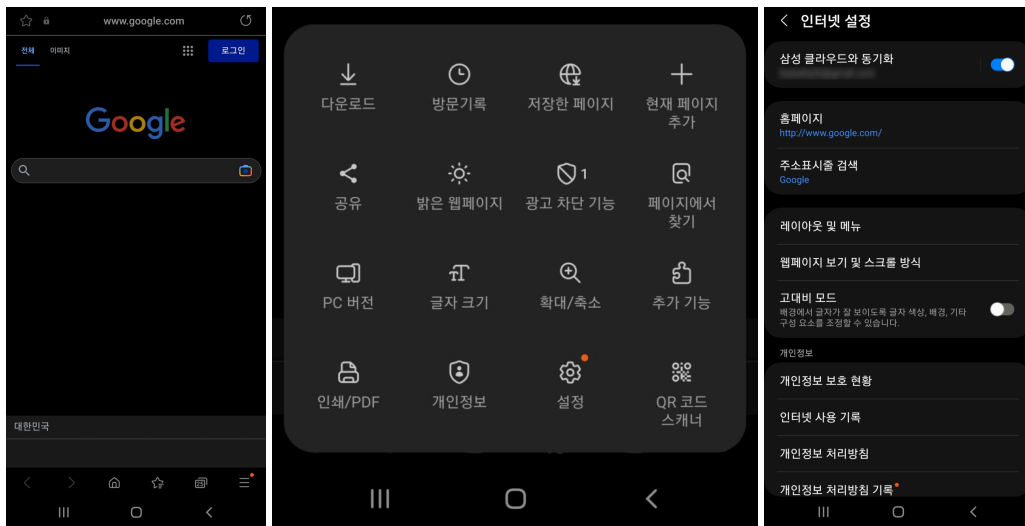 www.google.com
전체 이미지
로그인
Google
대한민국
23
다운로드 방문기록 저장한 페이지 현재 페이지
추가
1
공유 밝은 웹페이지 광고 차단 기능 페이지에서
찾기
PC 버전 글자 크기 확대/축소 추가 기능
인쇄/PDF 개인정보 설정 QR 코드
스캐너
인터넷 설정
삼성 클라우드와 동기화
홈페이지
http://www.google.com/
주소표시줄 검색
Google
레이아웃 및 메뉴
웹페이지 보기 및 스크롤 방식
고대비 모드
배경에서 글자가 잘 보이도록 글자 색상, 배경, 기타
구성 요소를 조정할 수 있습니다.
개인정보
개인정보 보호 현황
인터넷 사용 기록
개인정보 처리방침
개인정보 처리방침 기록